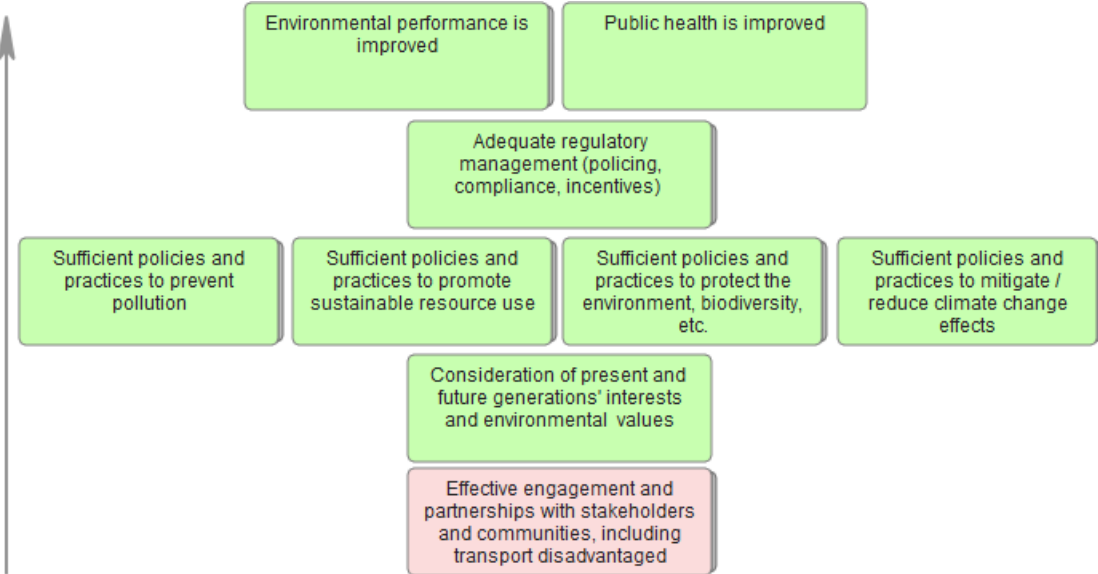 Environmental performance is
improved
Public health is improved
Adequate regulatory
management (policing,
compliance, incentives)
Sufficient policies and
practices to prevent
pollution
Sufficient policies and
practices to promote
sustainable resource use
Sufficient policies and
practices to protect the
environment, biodiversity,
etc.
Sufficient policies and
practices to mitigate /
reduce climate change
effects
Consideration of present and
future generations' interests
and environmental values
Effective engagement and
partnerships with stakeholders
and communities, including
transport disadvantaged